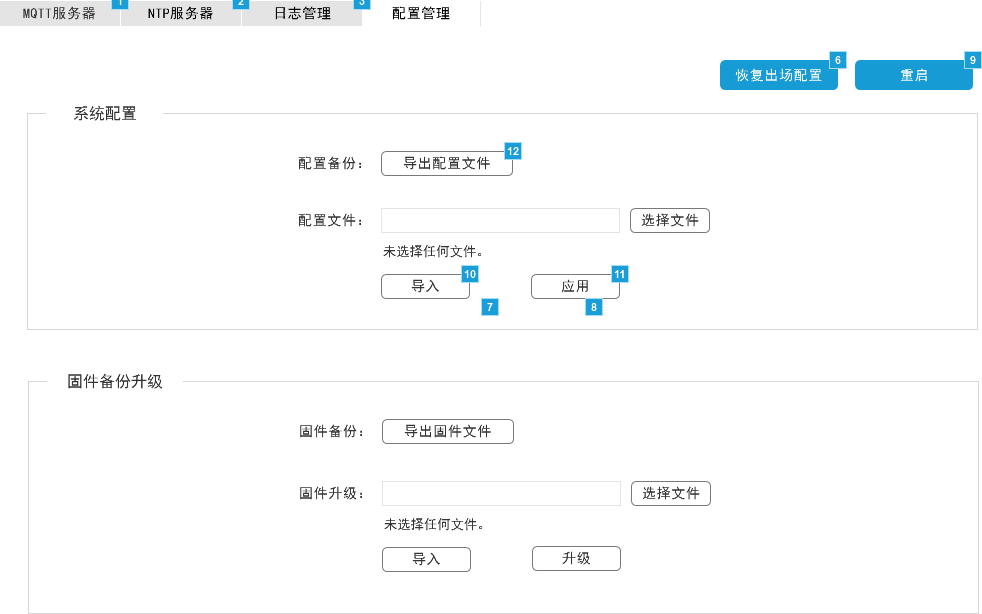 MQTT服务器 1 NTP服务器 2 日志管理 3 配置管理
恢复出场配置 6 重启 9
系统配置
配置备份： 导出配置文件 12
配置文件： 选择文件
未选择任何文件。
导入 10 应用 11
7 8
固件备份升级
固件备份： 导出固件文件
固件升级： 选择文件
未选择任何文件。
导入 升级